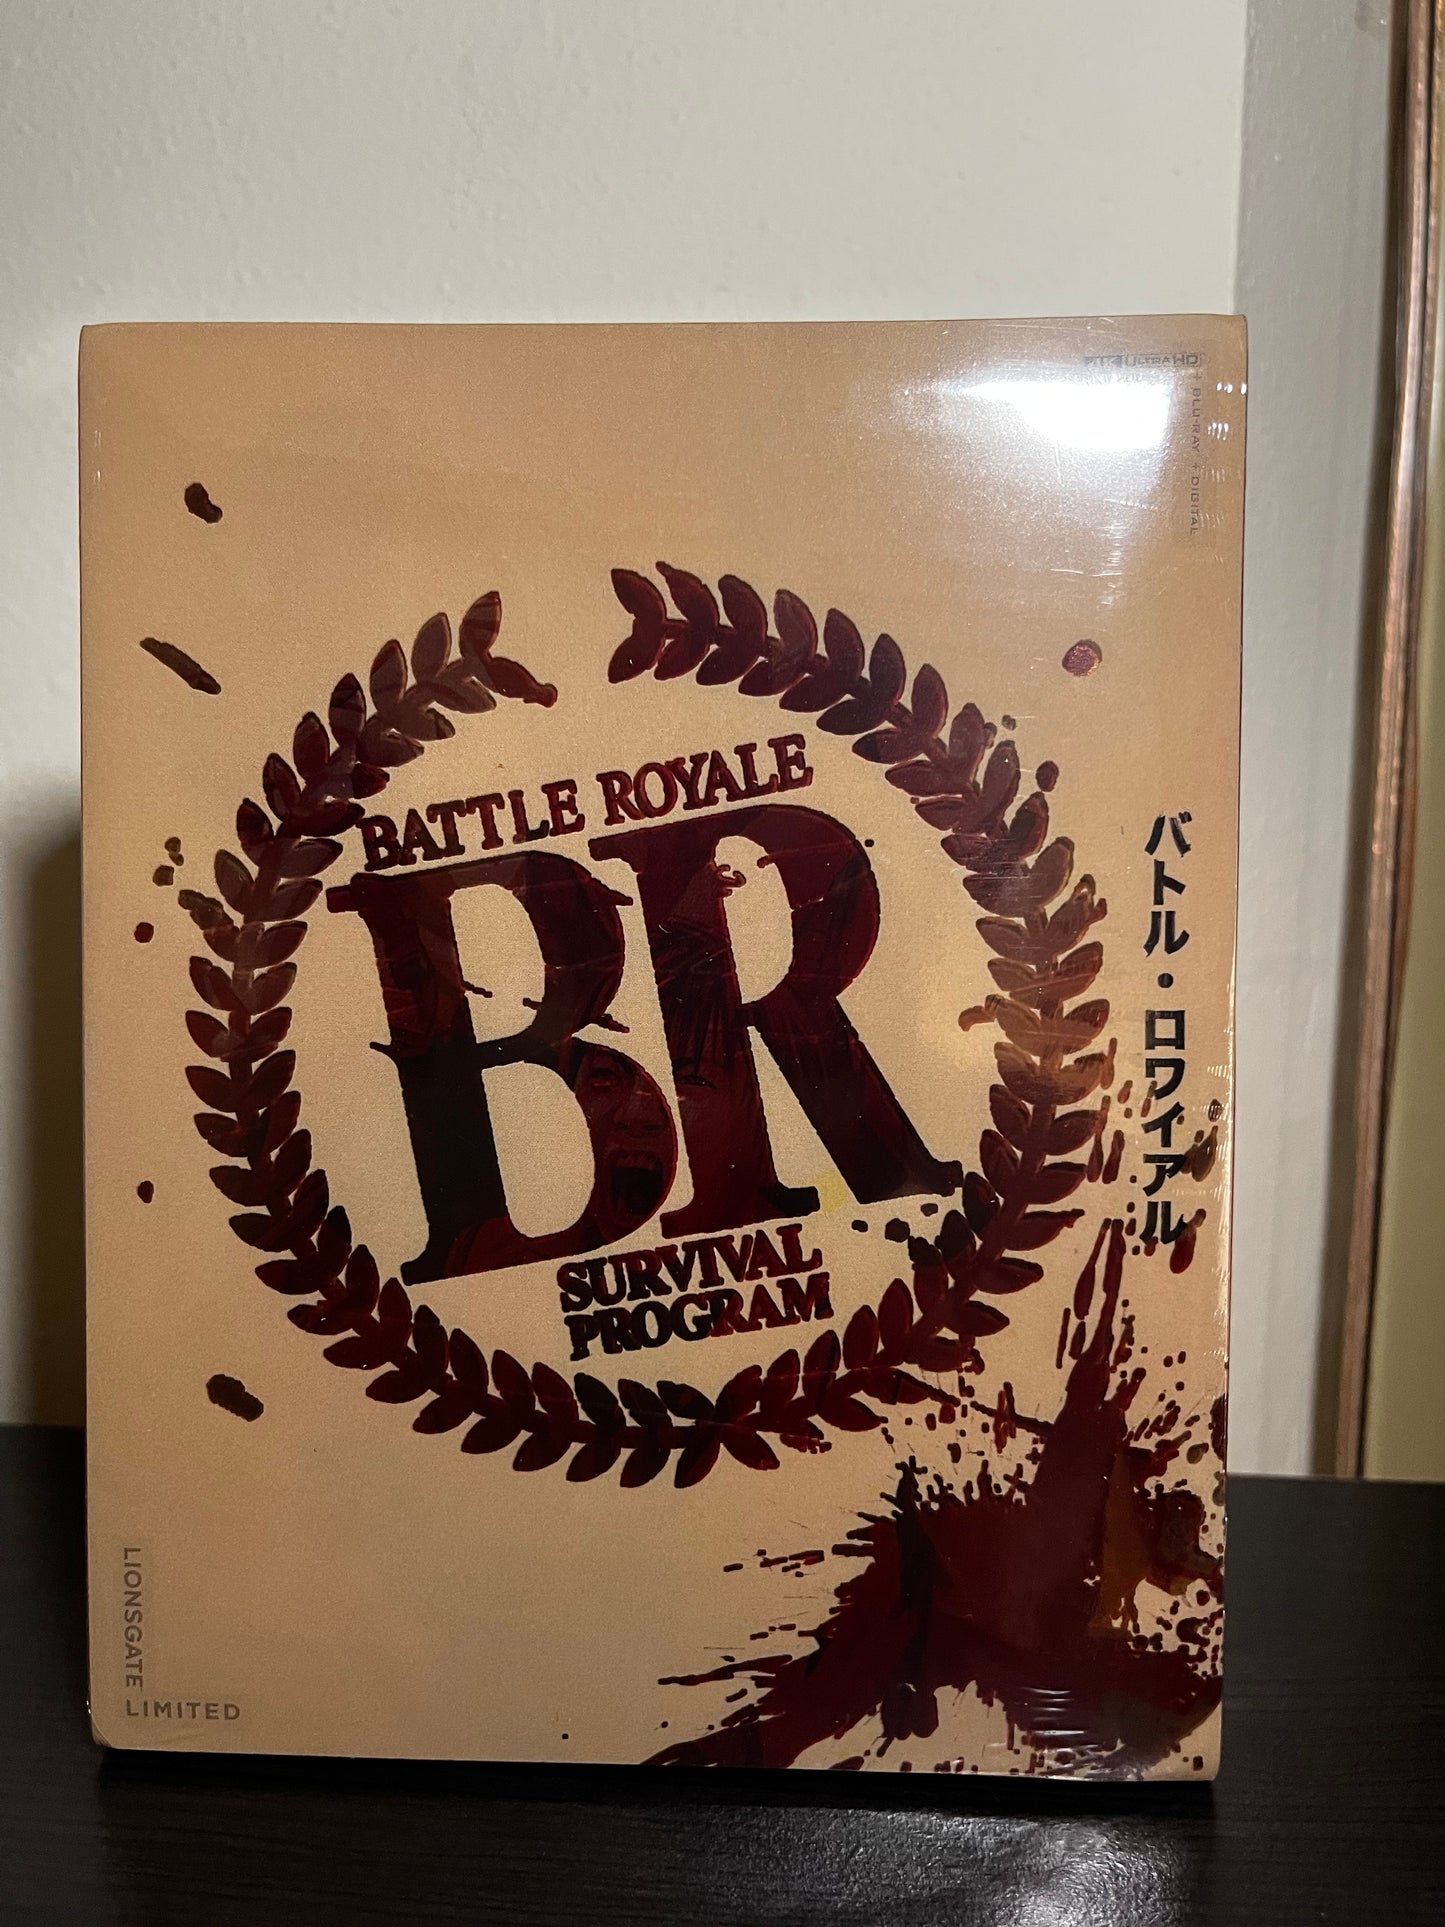 4K ULTRA HD
+ BLU-RAY + DIGITAL
BATTLE ROYALE
BR
SURVIVAL
PROGRAM
バトル・ロワイアル
LIONSGATE
LIMITED